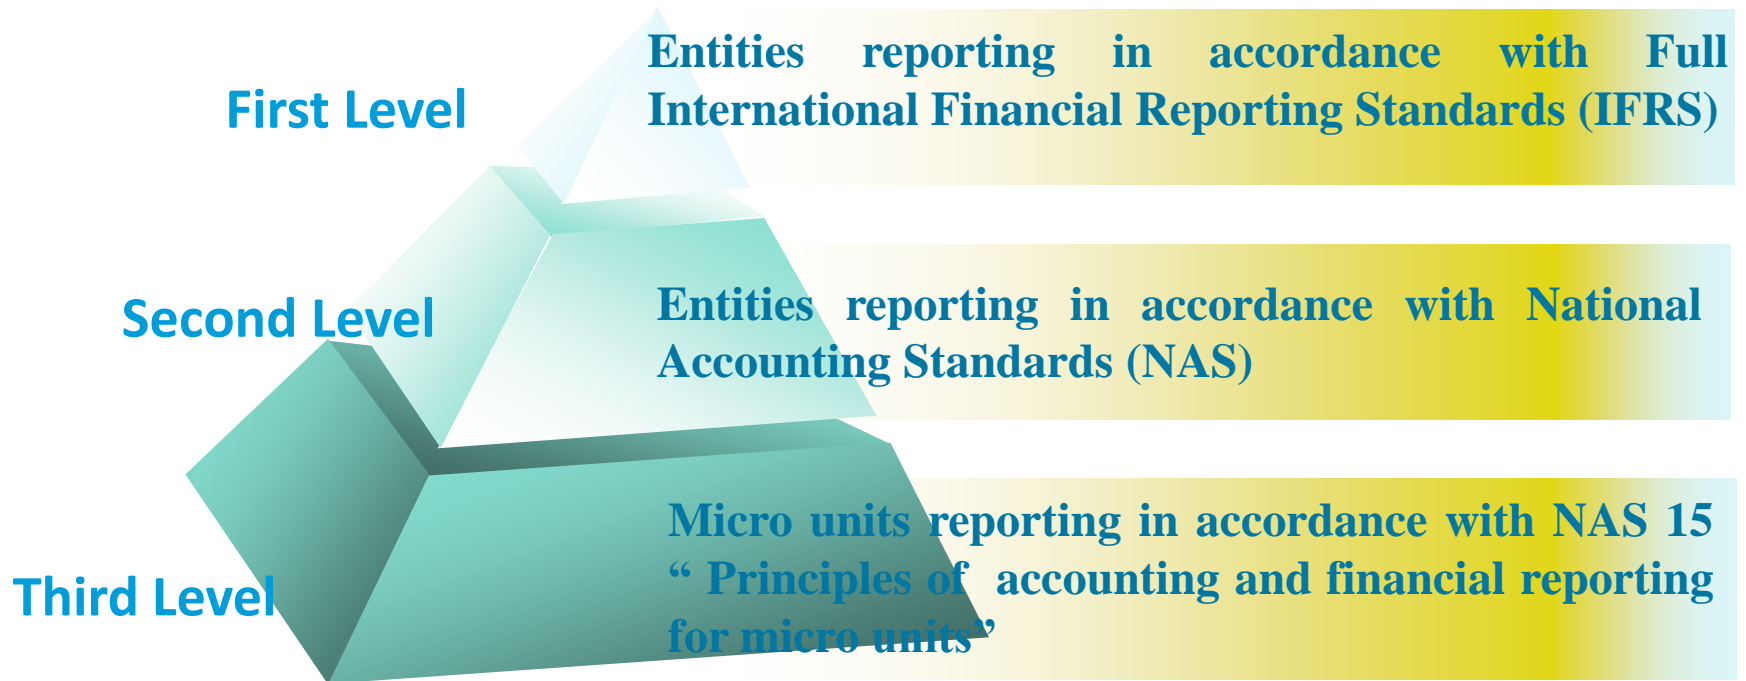 First Level
Entities reporting in accordance with Full
International Financial Reporting Standards (IFRS)
Second Level
Entities reporting in accordance with National
Accounting Standards (NAS)
Third Level
Micro units reporting in accordance with NAS 15
“ Principles of accounting and financial reporting
for micro units”